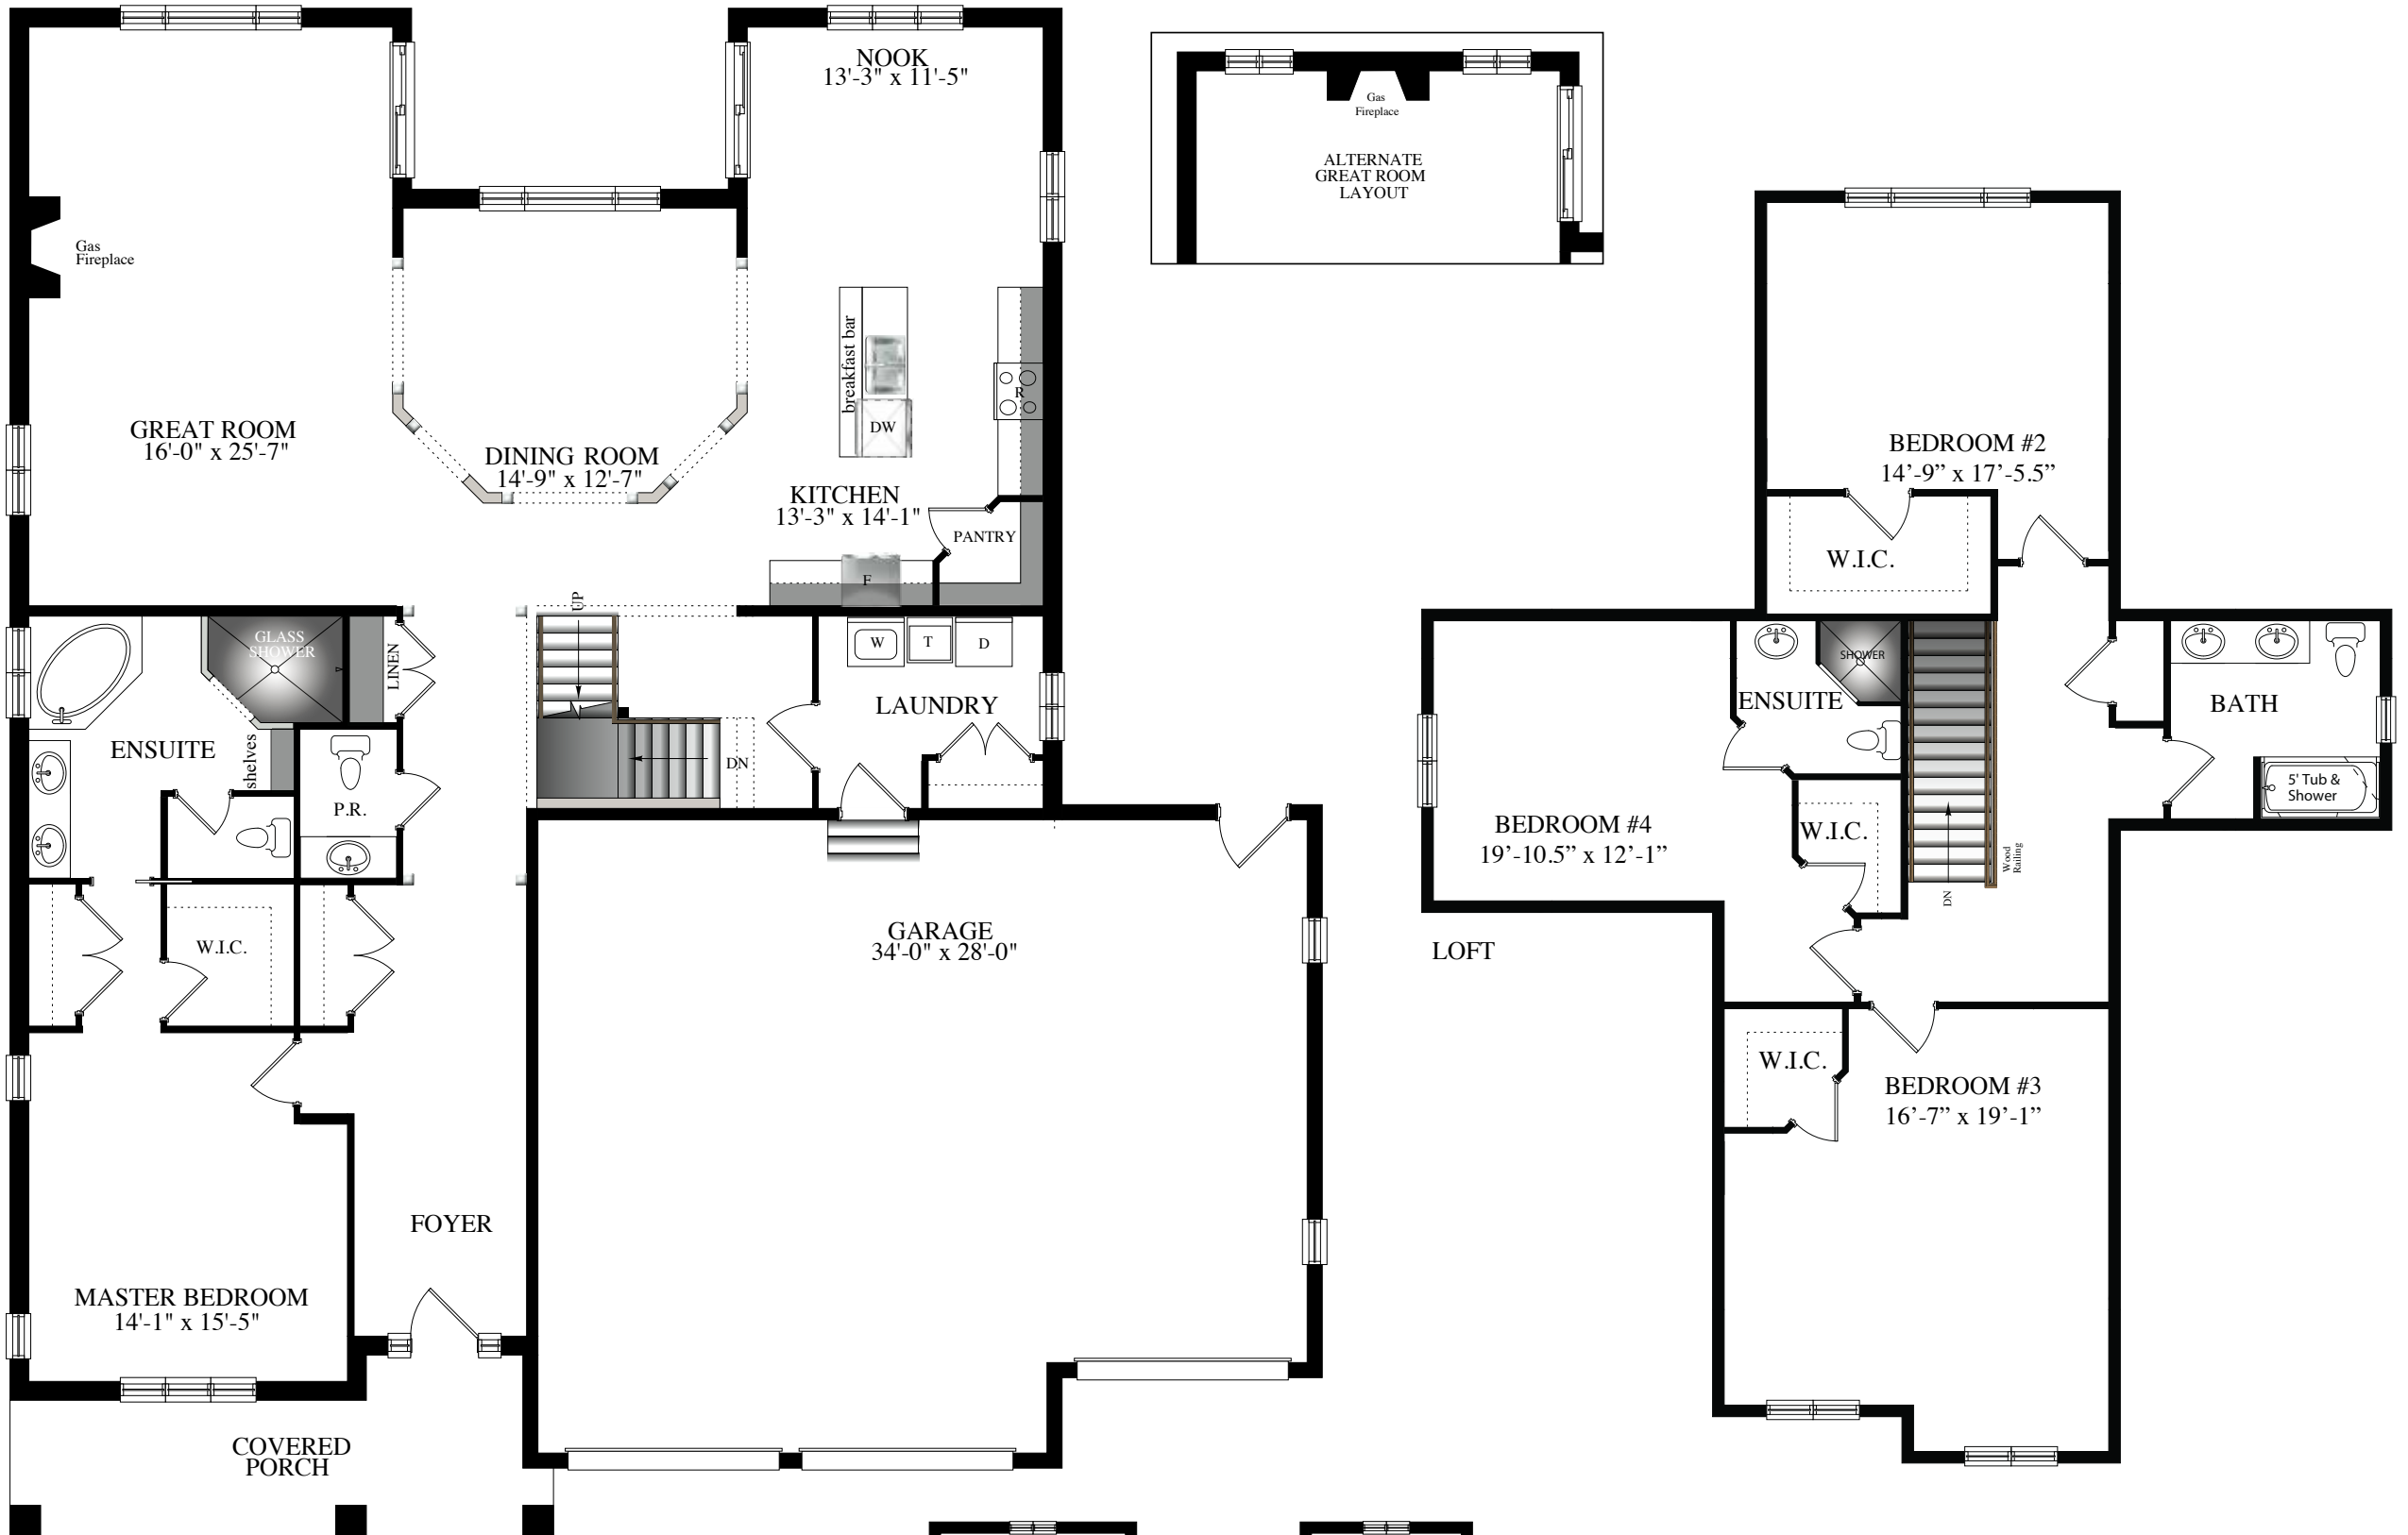 NOOK
13'-3" x 11'-5"
Gas
Fireplace
ALTERNATE
GREAT ROOM
LAYOUT
Gas
Fireplace
breakfast bar
R
DW
GREAT ROOM
16'-0" x 25'-7"
DINING ROOM
14'-9" x 12'-7"
KITCHEN
13'-3" x 14'-1"
PANTRY
F
UP
GLASS
SHOWER
LINEN
W
T
D
LAUNDRY
ENSUITE
shelves
DN
P.R.
W.I.C.
GARAGE
34'-0" x 28'-0"
FOYER
MASTER BEDROOM
14'-1" x 15'-5"
COVERED
PORCH
BEDROOM #2
14’-9” x 17’-5.5”
W.I.C.
SHOWER
ENSUITE
BATH
5' Tub &
Shower
BEDROOM #4
19’-10.5” x 12’-1”
W.I.C.
Wood
Railing
DN
LOFT
W.I.C.
BEDROOM #3
16’-7” x 19’-1”